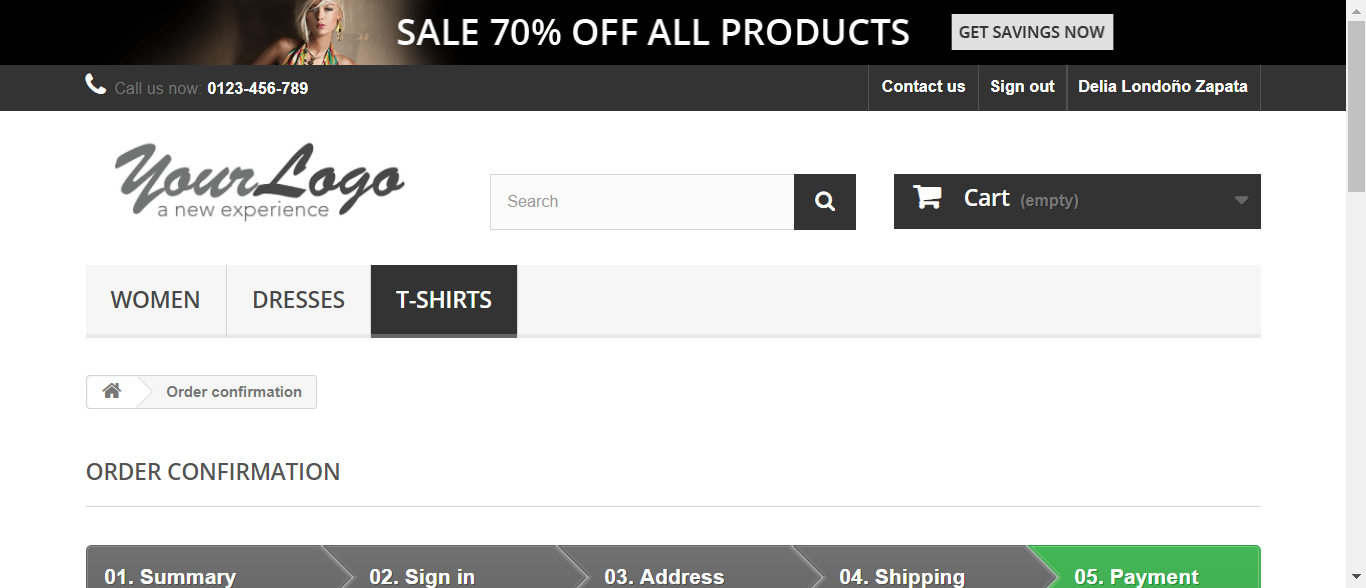 SALE 70% OFF ALL PRODUCTS GET SAVINGS NOW
Call us now: 0123-456-789 Contact us Sign out Delia Londoño Zapata
YourLogo
a new experience
Search
Cart (empty)
WOMEN DRESSES T-SHIRTS
Order confirmation
ORDER CONFIRMATION
01. Summary 02. Sign in 03. Address 04. Shipping 05. Payment